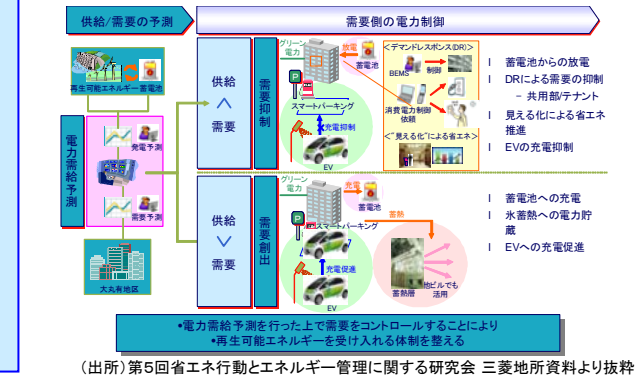 供給/需要の予測
需要側の電力制御
再生可能エネルギー蓄電池
電力需給予測
発電予測
需要予測
大丸有地区
供給
∧
需要
需要抑制
グリーン
電力
放電
蓄電池
スマートパーキング
充電抑制
EV
<デマンドレスポンス(DR)>
BEMS
制御
消費電力制御
依頼
<"見える化"による省エネ>
l 蓄電池からの放電
l DRによる需要の抑制
– 共用部/テナント
l 見える化による省エネ
推進
l EVの充電抑制
供給
∨
需要
需要創出
グリーン
電力
充電
蓄電池
スマートパーキング
充電促進
EV
蓄熱
蓄熱層
他ビルでも
活用
l 蓄電池への充電
l 氷蓄熱への電力貯
蔵
l EVへの充電促進
•電力需給予測を行った上で需要をコントロールすることにより
•再生可能エネルギーを受け入れる体制を整える
(出所)第5回省エネ行動とエネルギー管理に関する研究会 三菱地所資料より抜粋